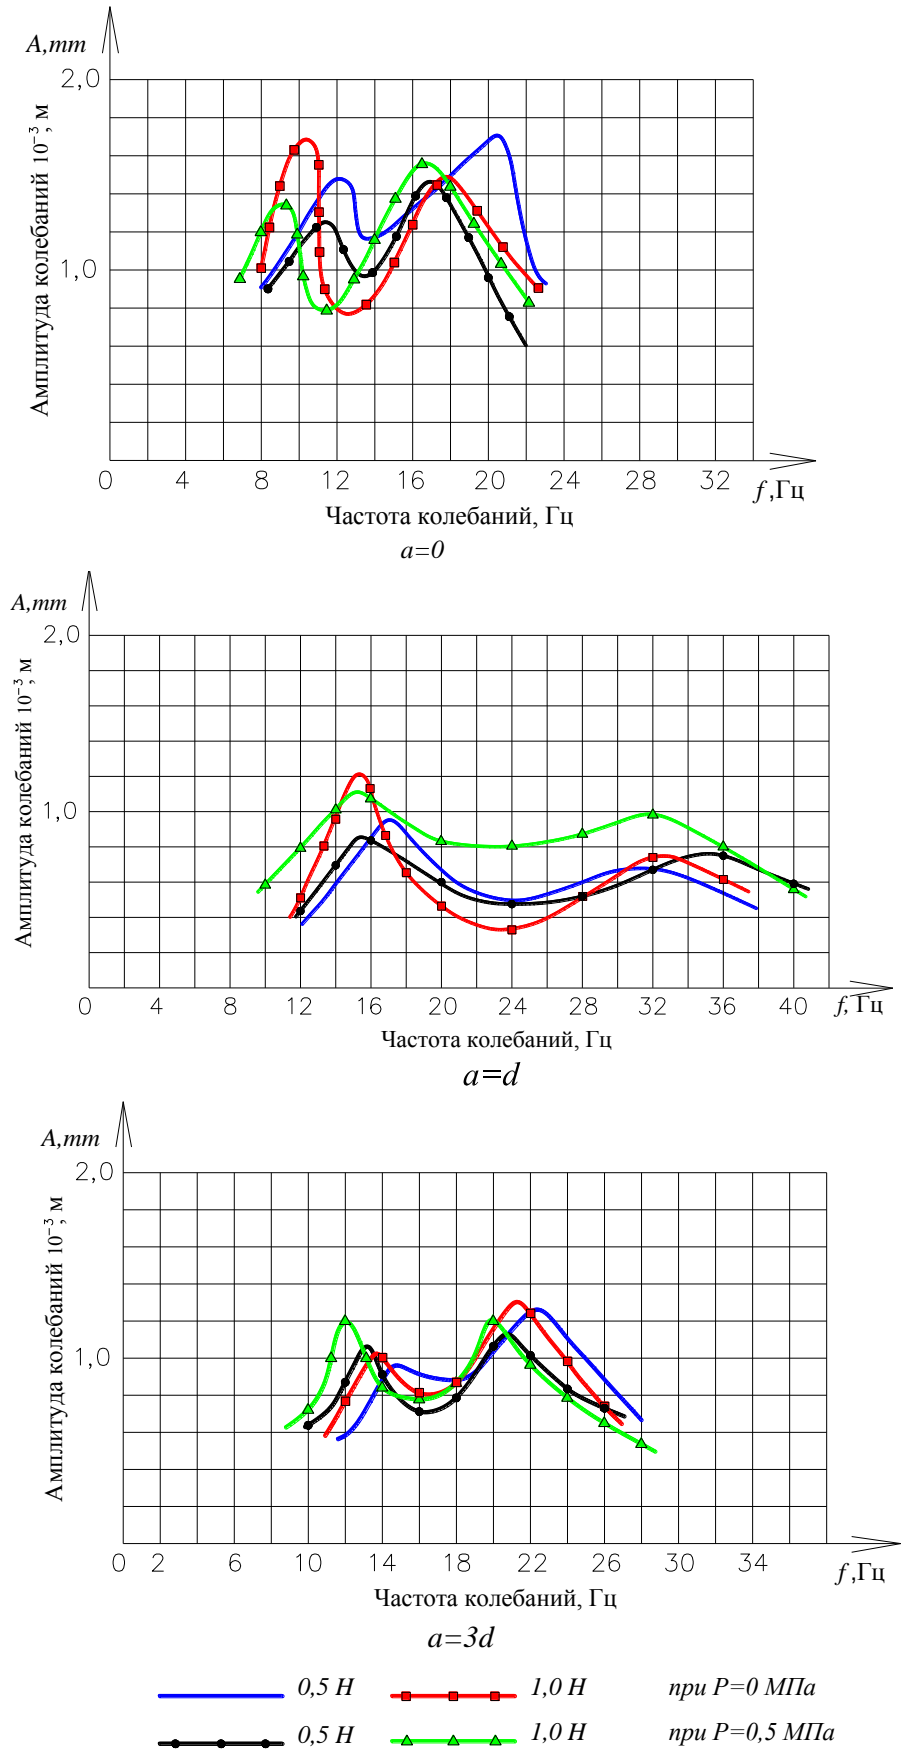 A,mm
2,0
1,0
Амплитуда колебаний 10⁻³, м
0 4 8 12 16 20 24 28 32
f,Гц
Частота колебаний, Гц
a=0
A,mm
2,0
1,0
Амплитуда колебаний 10⁻³, м
0 4 8 12 16 20 24 28 32 36 40
f,Гц
Частота колебаний, Гц
a=d
A,mm
2,0
1,0
Амплитуда колебаний 10⁻³, м
0 2 6 10 14 18 22 26 30 34
f,Гц
Частота колебаний, Гц
a=3d
0,5 Н 1,0 Н при P=0 МПа
0,5 Н 1,0 Н при P=0,5 МПа